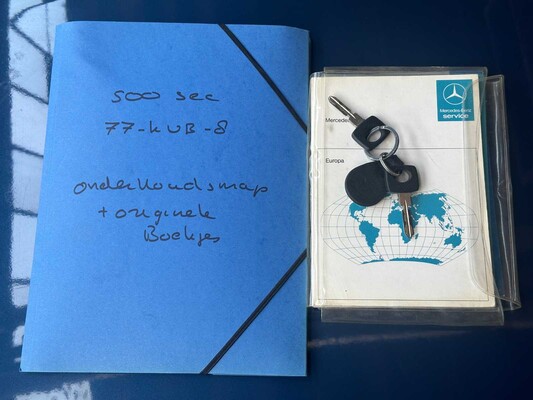 500 sec
77-KUB-8
onderhoudsmap
+ originele
Boekjes
Mercedes-Benz
service
Mercedes
Europa